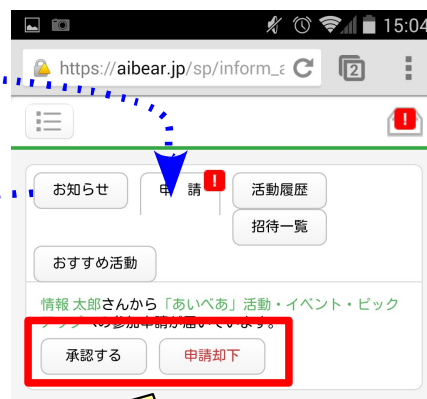 15:04
https://aibear.jp/sp/inform_a
2
!
お知らせ
申 請
!
活動履歴
招待一覧
おすすめ活動
情報 太郎さんから「あいべあ」活動・イベント・ピック
の参加申請が届いています。
承認する
申請却下